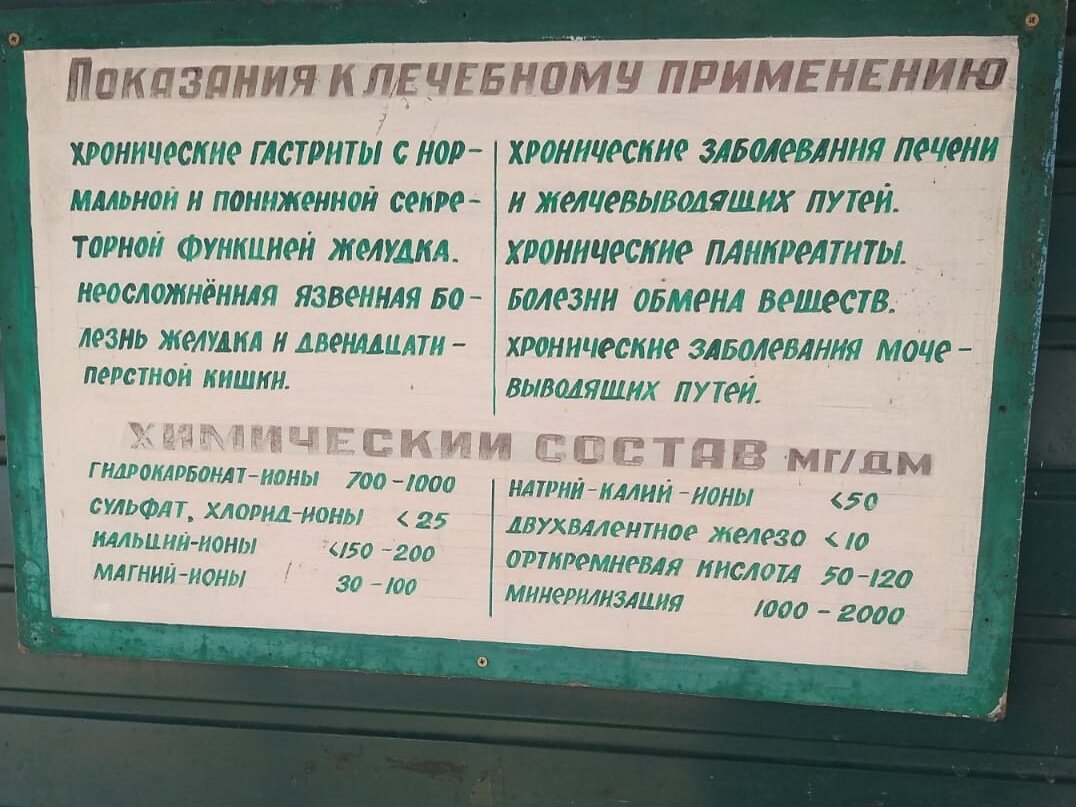 Показания к лечебному применению
хронические гастриты с нор-
мальной и пониженной секре-
торной функцией желудка.
неосложнённая язвенная бо-
лезнь желудка и двенадцати-
перстной кишки.
хронические заболевания печени
и желчевыводящих путей.
хронические панкреатиты.
болезни обмена веществ.
хронические заболевания моче-
выводящих путей.
ХИМИЧЕСКИЙ СОСТАВ МГ/ДМ
гидрокарбонат-ионы 700-1000
сульфат, хлорид-ионы <25
кальций-ионы <150-200
магний-ионы 30-100
натрий-калий-ионы <50
двухвалентное железо <10
орткремневая кислота 50-120
минерилизация 1000-2000